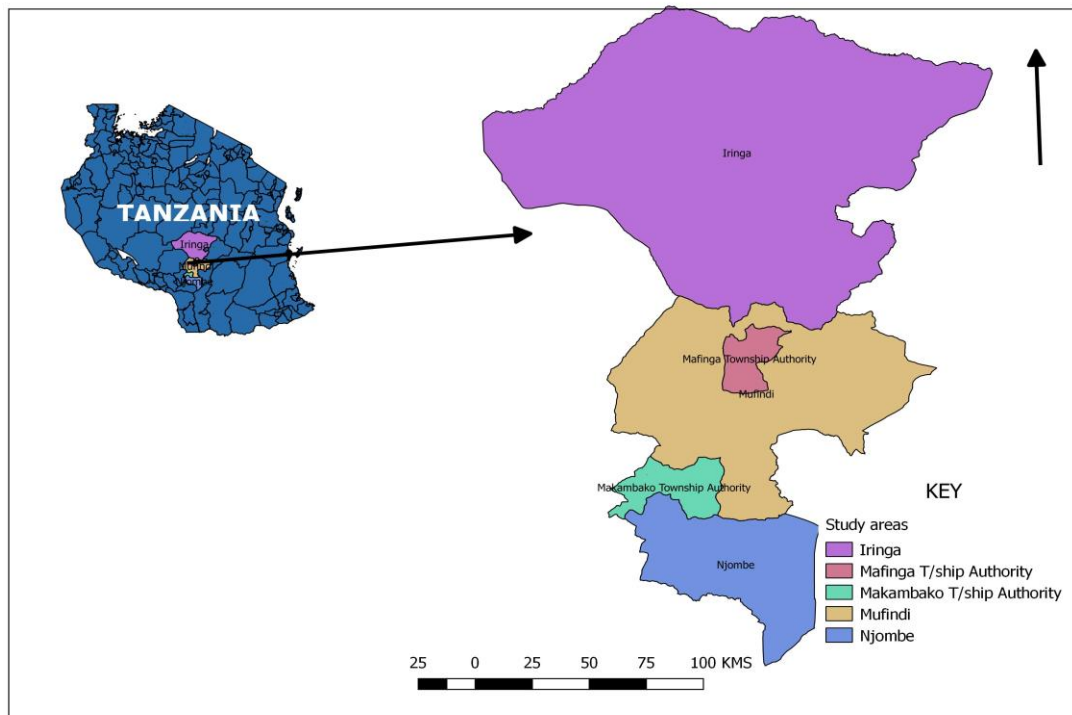 TANZANIA
Iringa
Njombe
Iringa
Mafinga Township Authority
Mufindi
Makambako Township Authority
Njombe
KEY
Study areas
Iringa
Mafinga T/ship Authority
Makambako T/ship Authority
Mufindi
Njombe
25 0 25 50 75 100 KMS